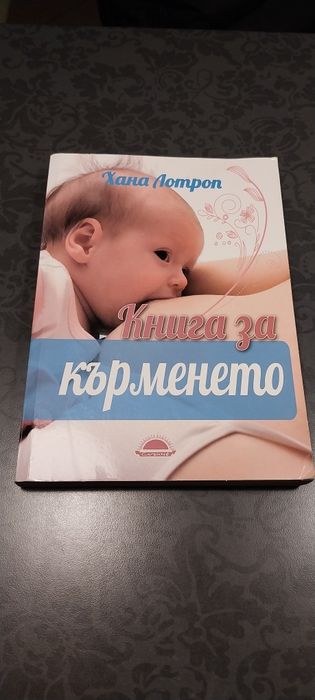 Хана Лотроп
Книга за
кърменето